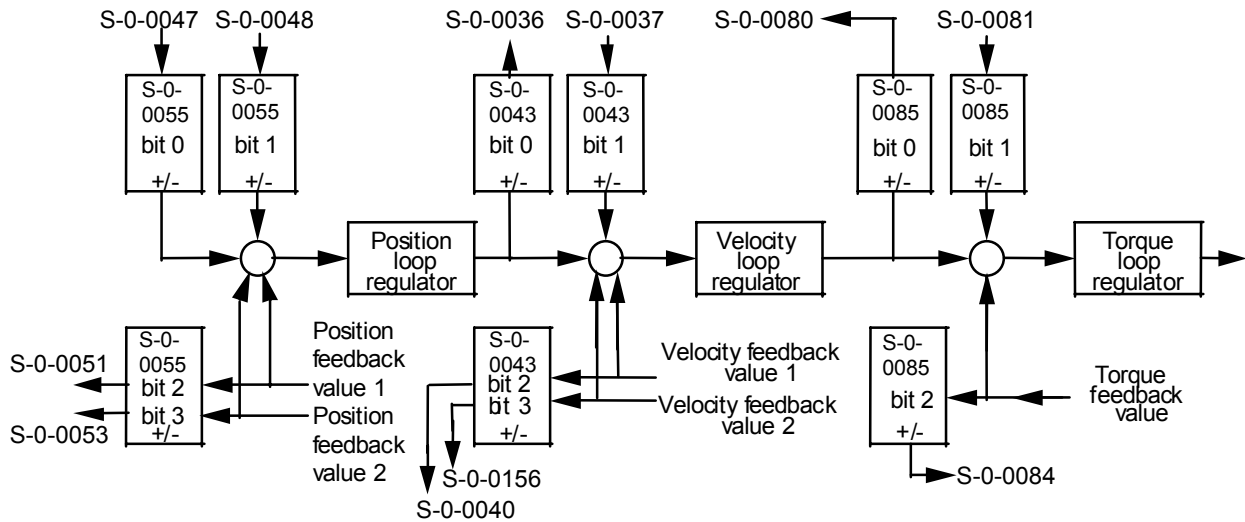 S-0-0047
S-0-0048
S-0-0036
S-0-0037
S-0-0080
S-0-0081
S-0-
0055
bit 0
+/-
S-0-
0055
bit 1
+/-
S-0-
0043
bit 0
+/-
S-0-
0043
bit 1
+/-
S-0-
0085
bit 0
+/-
S-0-
0085
bit 1
+/-
Position
loop
regulator
Velocity
loop
regulator
Torque
loop
regulator
S-0-0051
S-0-0053
S-0-
0055
bit 2
bit 3
+/-
Position
feedback
value 1
Position
feedback
value 2
S-0-
0043
bit 2
bit 3
+/-
S-0-0156
S-0-0040
Velocity feedback
value 1
Velocity feedback
value 2
S-0-
0085
bit 2
+/-
S-0-0084
Torque
feedback
value